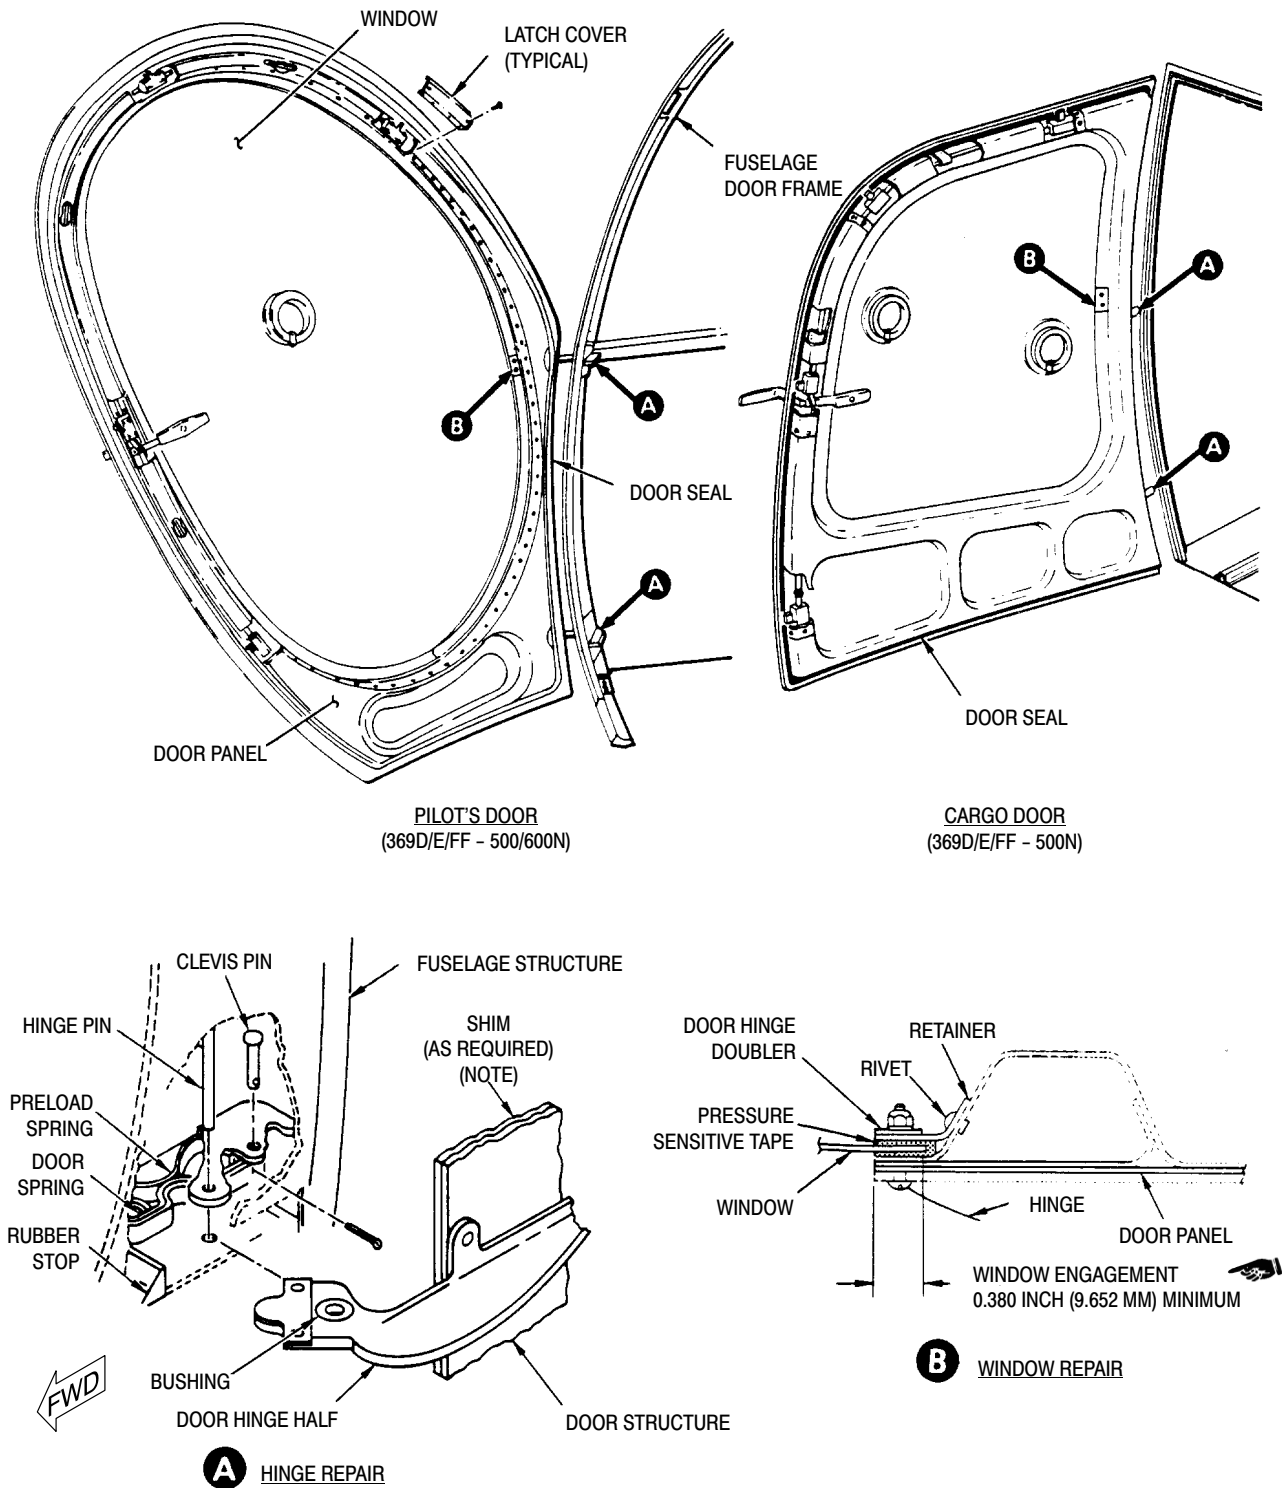 WINDOW
LATCH COVER
(TYPICAL)
FUSELAGE
DOOR FRAME
B
A
B
A
A
DOOR SEAL
A
DOOR SEAL
DOOR PANEL
PILOT'S DOOR
(369D/E/FF – 500/600N)
CARGO DOOR
(369D/E/FF – 500N)
CLEVIS PIN
FUSELAGE STRUCTURE
HINGE PIN
SHIM
(AS REQUIRED)
(NOTE)
PRELOAD
SPRING
DOOR
SPRING
RUBBER
STOP
BUSHING
DOOR HINGE HALF
DOOR STRUCTURE
FWD
A HINGE REPAIR
DOOR HINGE
DOUBLER
RETAINER
RIVET
PRESSURE
SENSITIVE TAPE
WINDOW
HINGE
DOOR PANEL
WINDOW ENGAGEMENT
0.380 INCH (9.652 MM) MINIMUM
B WINDOW REPAIR